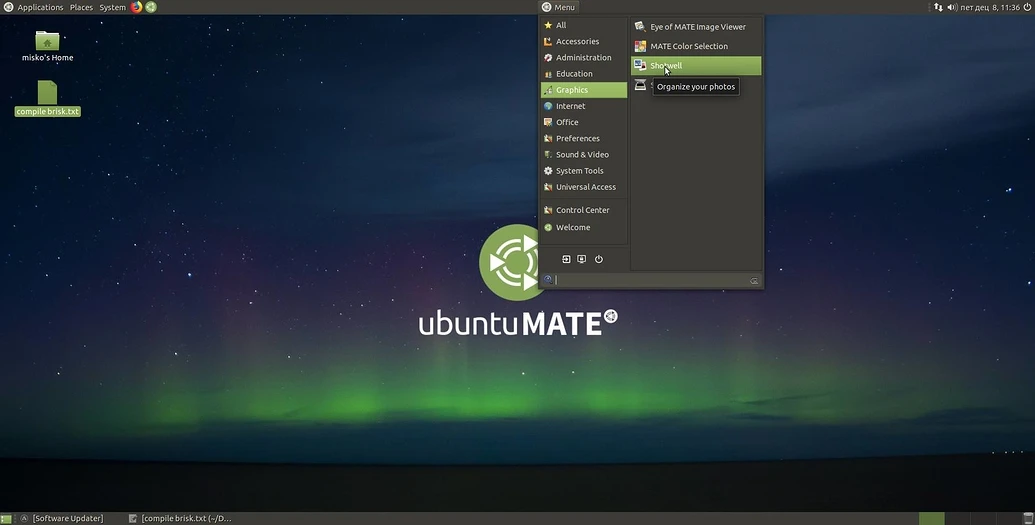 Applications Places System
Menu
пет дец 8, 11:36
misko's Home
compile brisk.txt
All
Accessories
Administration
Education
Graphics
Internet
Office
Preferences
Sound & Video
System Tools
Universal Access
Control Center
Welcome
Eye of MATE Image Viewer
MATE Color Selection
Shotwell
Organize your photos
ubuntu MATE
[Software Updater]
[compile brisk.txt (~/D...